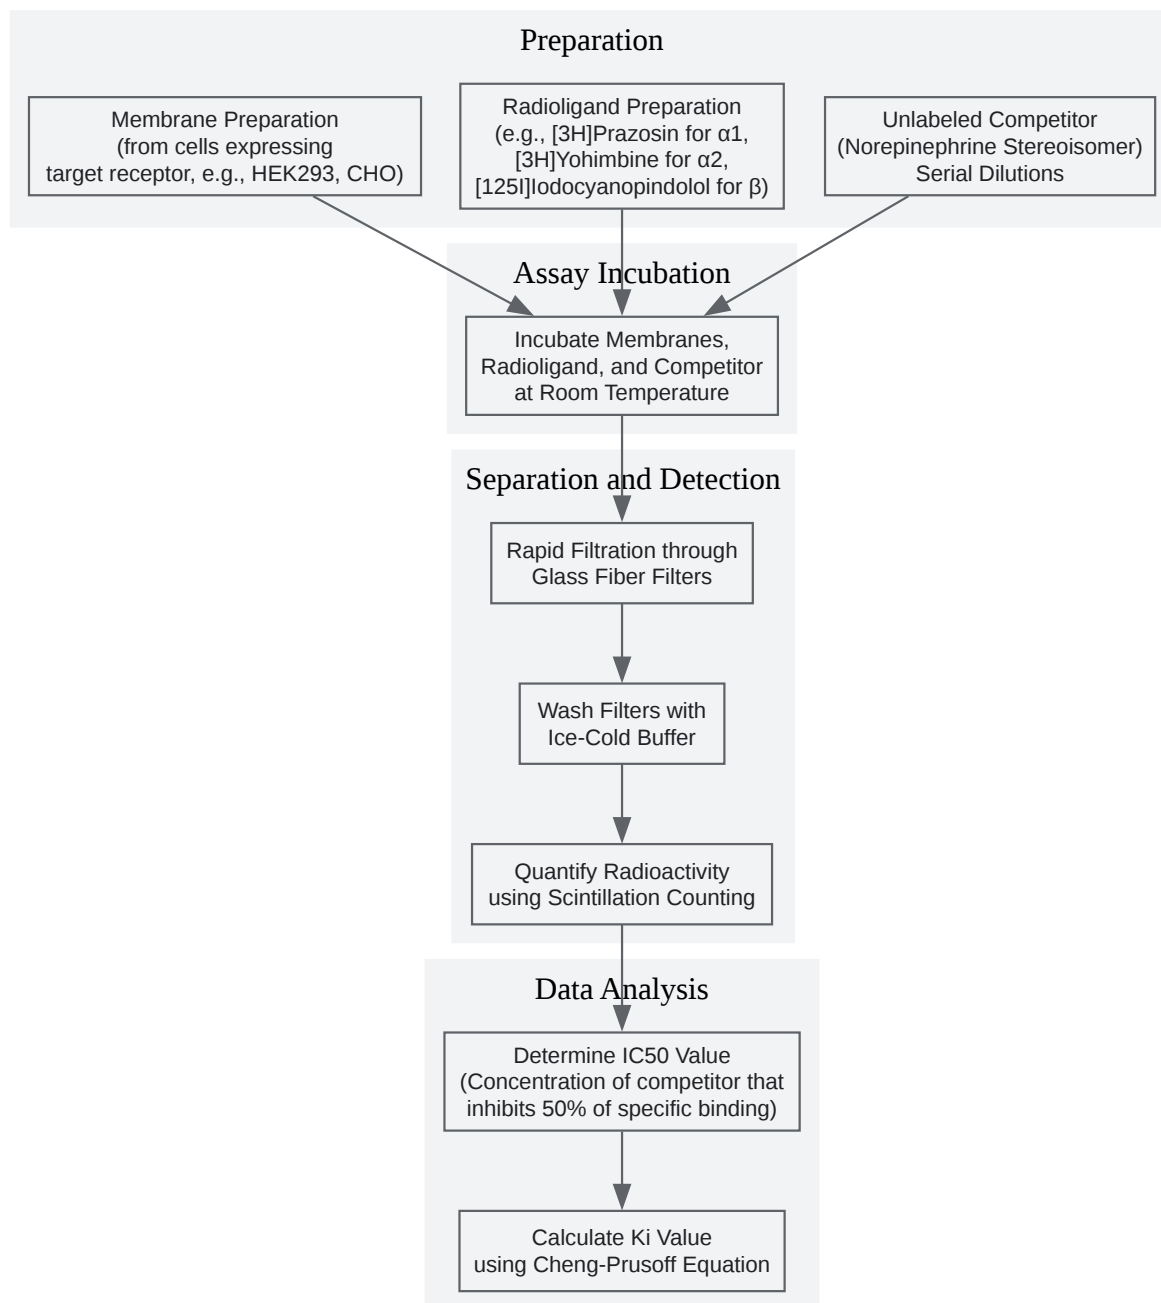 Preparation
Membrane Preparation
(from cells expressing
target receptor, e.g., HEK293, CHO)
Radioligand Preparation
(e.g., [3H]Prazosin for α1,
[3H]Yohimbine for α2,
[125I]Iodocyanopindolol for β)
Unlabeled Competitor
(Norepinephrine Stereoisomer)
Serial Dilutions
Assay Incubation
Incubate Membranes,
Radioligand, and Competitor
at Room Temperature
Separation and Detection
Rapid Filtration through
Glass Fiber Filters
Wash Filters with
Ice-Cold Buffer
Quantify Radioactivity
using Scintillation Counting
Data Analysis
Determine IC50 Value
(Concentration of competitor that
inhibits 50% of specific binding)
Calculate Ki Value
using Cheng-Prusoff Equation